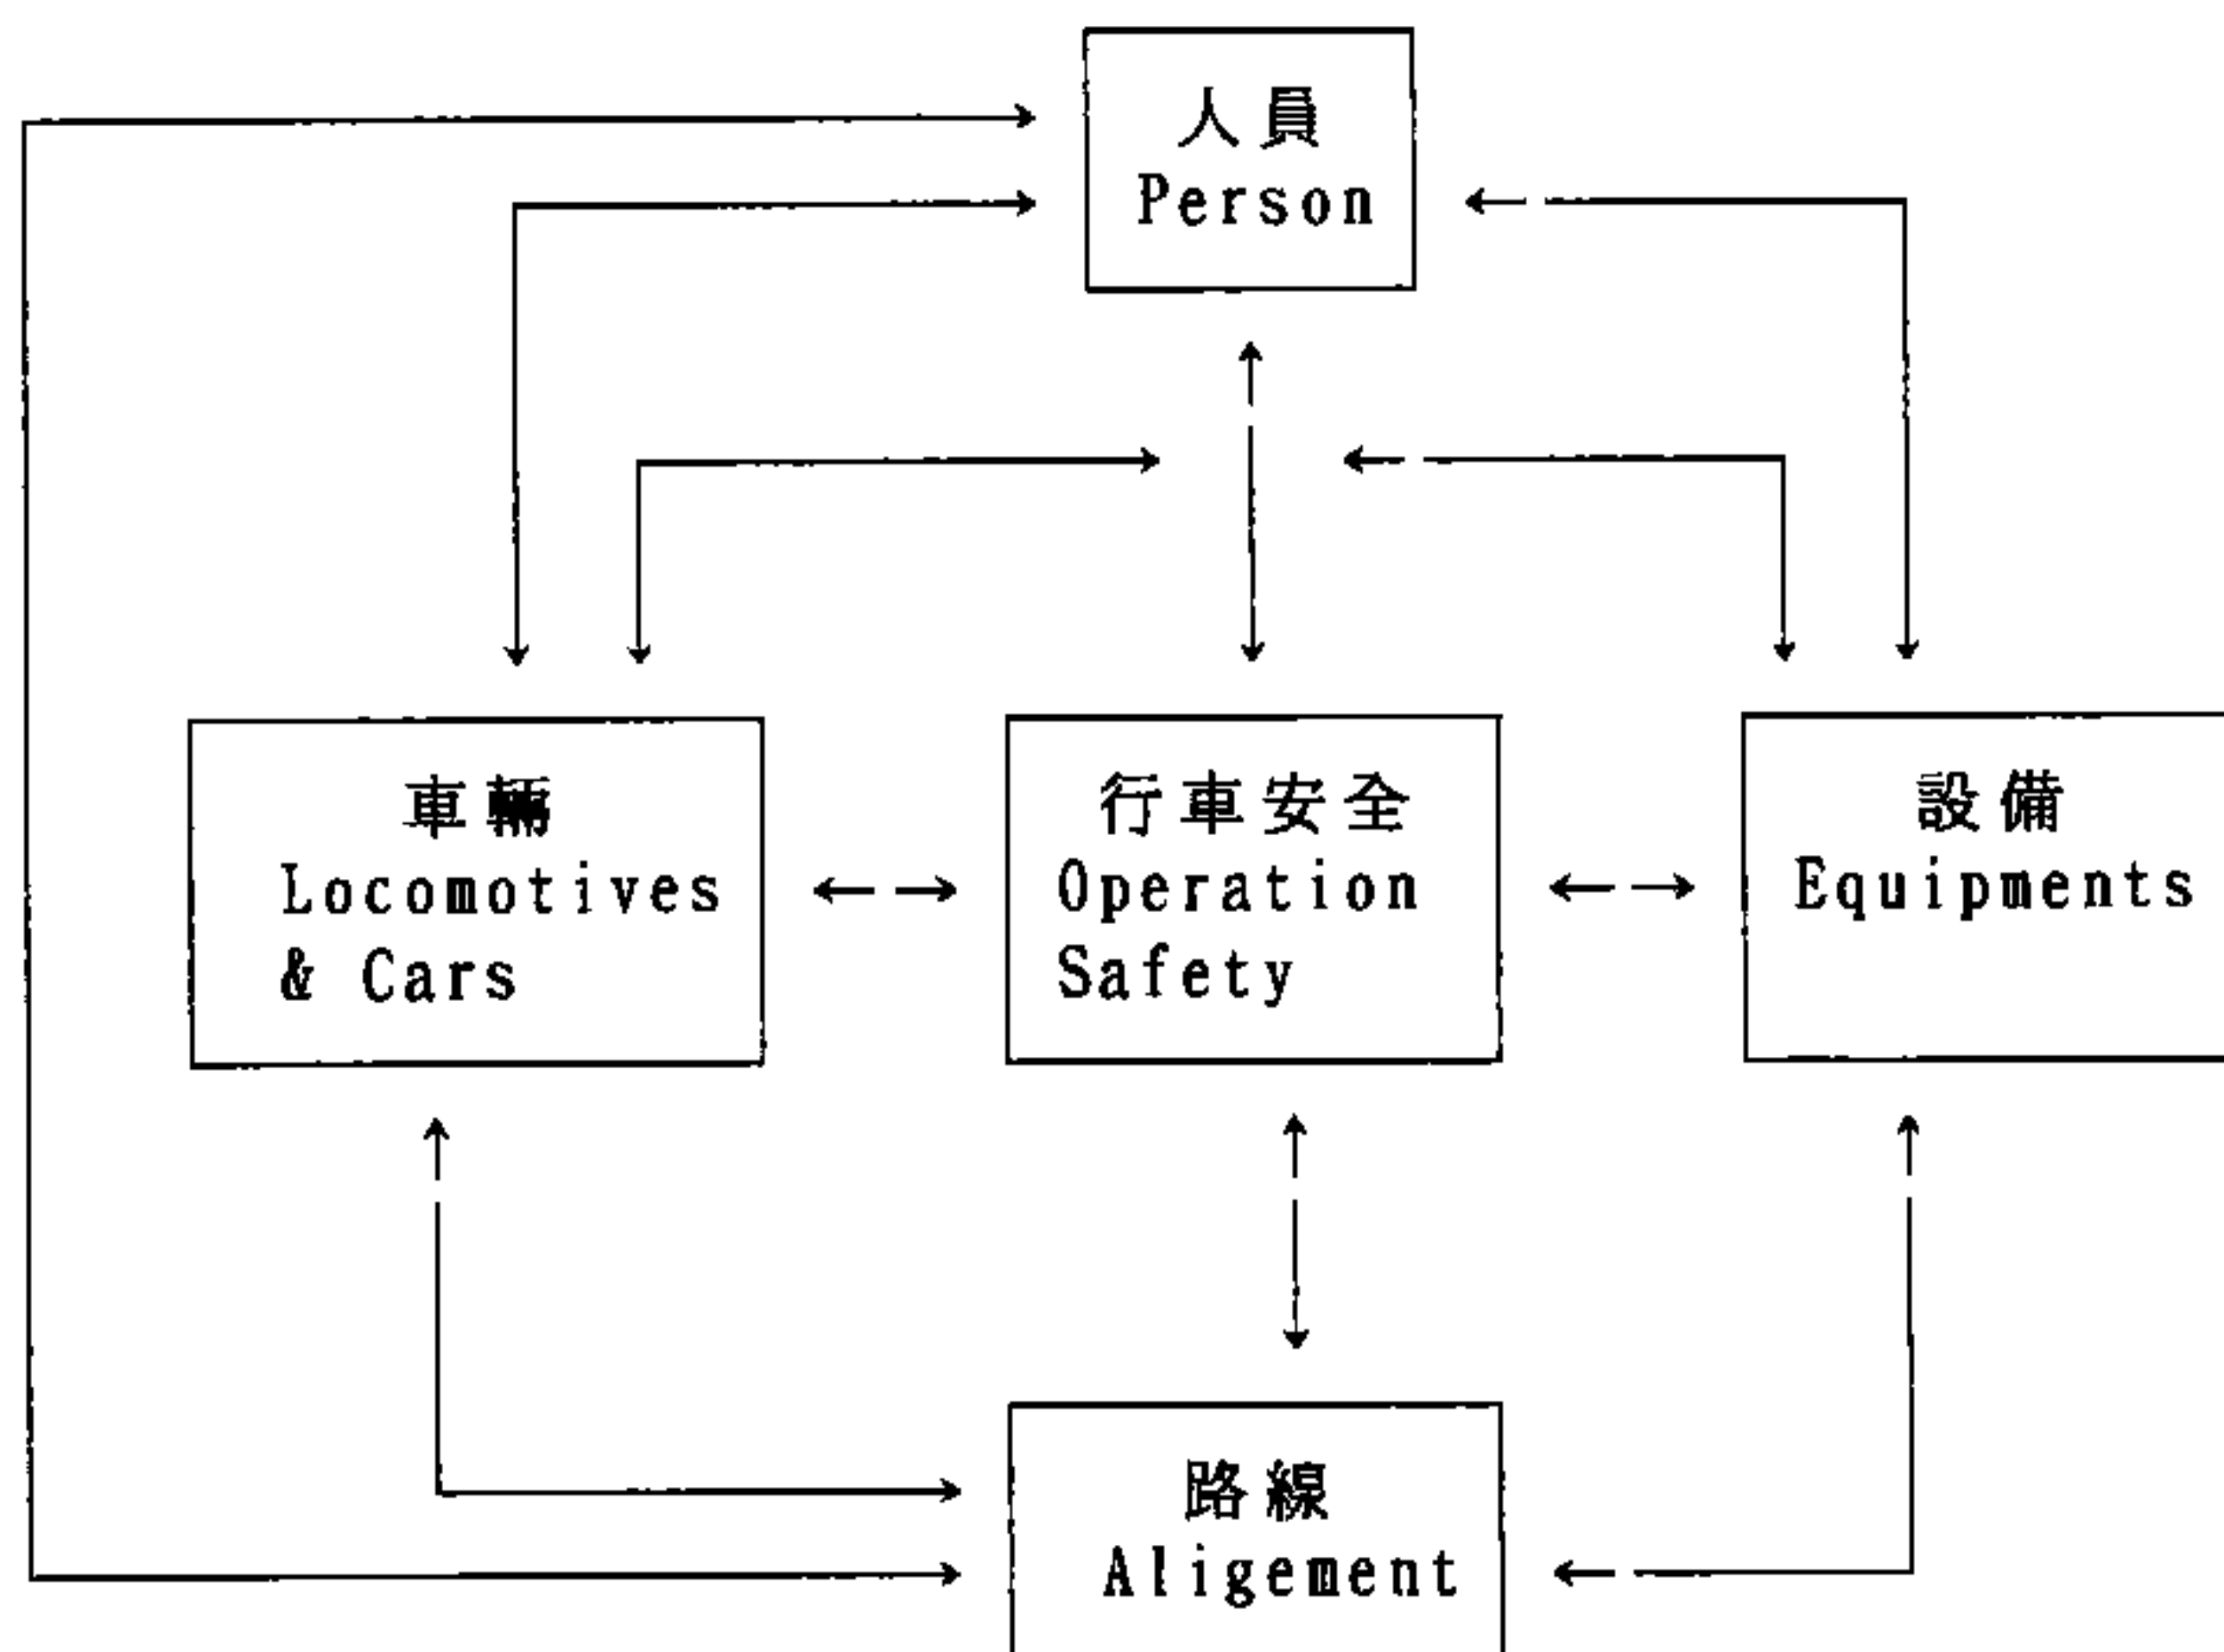 人員
Person
車輛
Locomotives
& Cars
行車安全
Operation
Safety
設備
Equipments
路線
Aligement